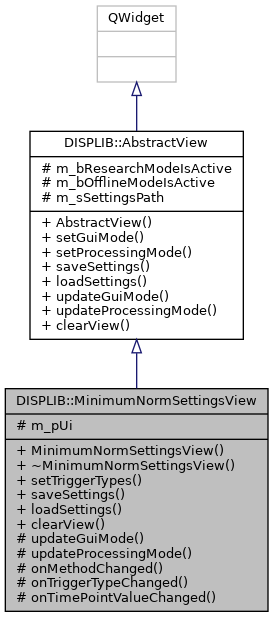 QWidget
DISPLIB::AbstractView
# m_bResearchModeIsActive
# m_bOfflineModeIsActive
# m_sSettingsPath
+ AbstractView()
+ setGuiMode()
+ setProcessingMode()
+ saveSettings()
+ loadSettings()
+ updateGuiMode()
+ updateProcessingMode()
+ clearView()
DISPLIB::MinimumNormSettingsView
# m_pUi
+ MinimumNormSettingsView()
+ ~MinimumNormSettingsView()
+ setTriggerTypes()
+ saveSettings()
+ loadSettings()
+ clearView()
# updateGuiMode()
# updateProcessingMode()
# onMethodChanged()
# onTriggerTypeChanged()
# onTimePointValueChanged()